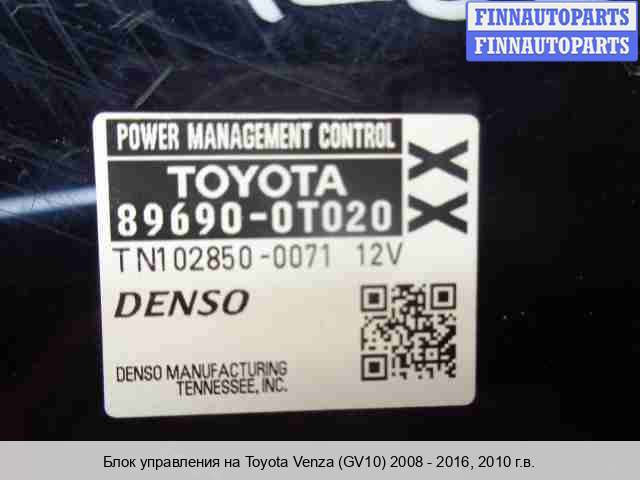 FINNAUTOPARTS
FINNAUTOPARTS
POWER MANAGEMENT CONTROL
TOYOTA
89690-0T020
XX
TN102850-0071 12V
DENSO
DENSO MANUFACTURING
TENNESSEE, INC.
Блок управления на Toyota Venza (GV10) 2008 - 2016, 2010 г.в.